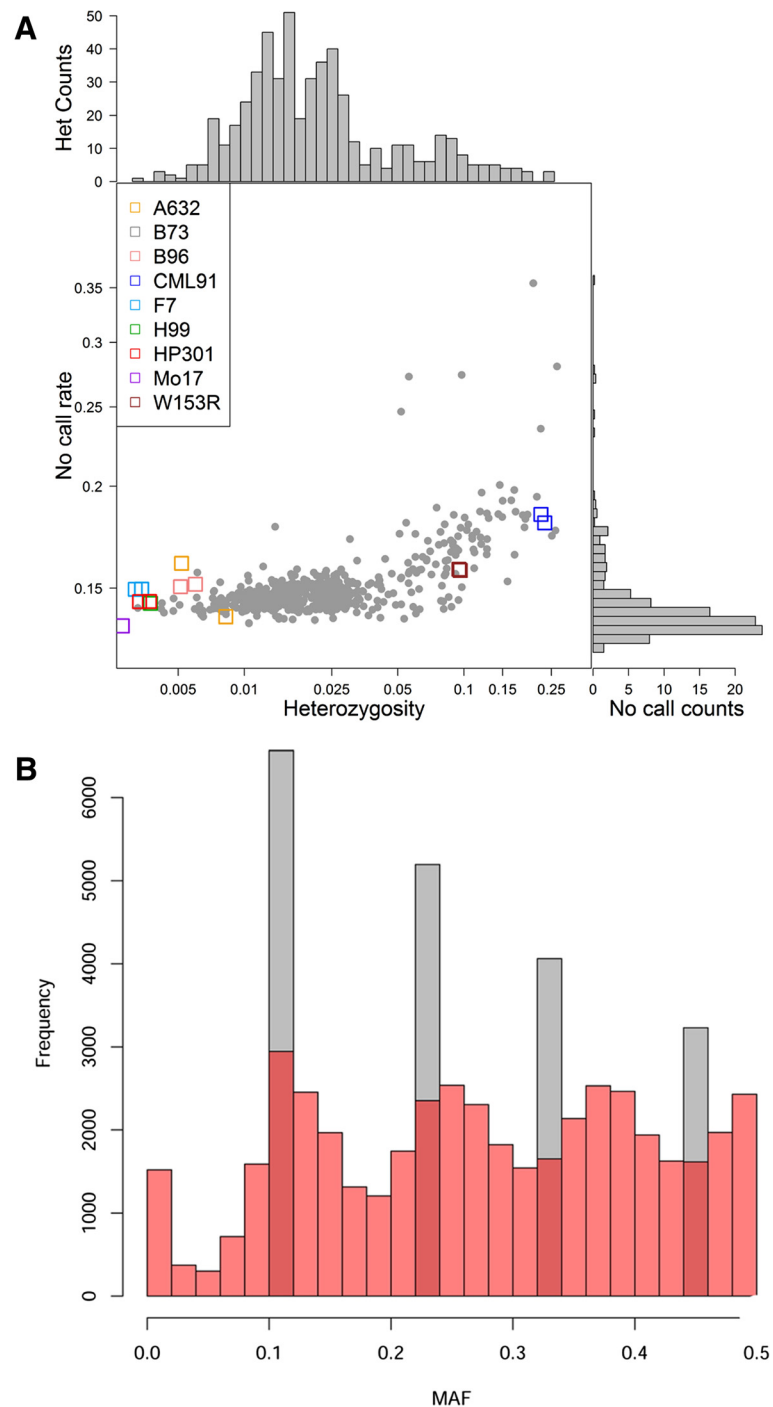 A
Het Counts
50
40
30
20
10
0
A632
B73
B96
CML91
F7
H99
HP301
Mo17
W153R
No call rate
0.35
0.3
0.25
0.2
0.15
0.005 0.01 0.025 0.05 0.1 0.15 0.25
Heterozygosity
0 5 10 15 20
No call counts
B
Frequency
6000
5000
4000
3000
2000
1000
0
0.0 0.1 0.2 0.3 0.4 0.5
MAF